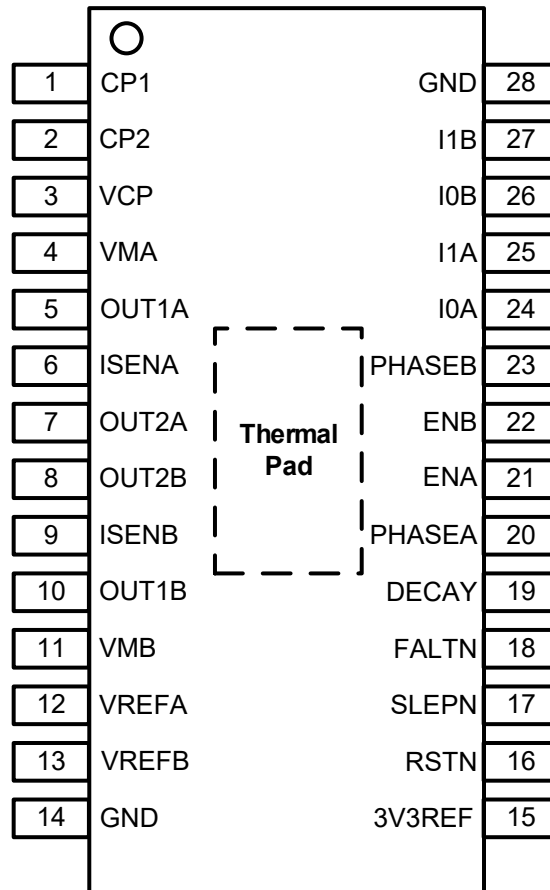 1 CP1 GND 28
2 CP2 I1B 27
3 VCP I0B 26
4 VMA I1A 25
5 OUT1A I0A 24
6 ISENA PHASEB 23
7 OUT2A ENB 22
8 OUT2B ENA 21
9 ISENB PHASEA 20
10 OUT1B DECAY 19
11 VMB FALTN 18
12 VREFA SLEPN 17
13 VREFB RSTN 16
14 GND 3V3REF 15
Thermal
Pad